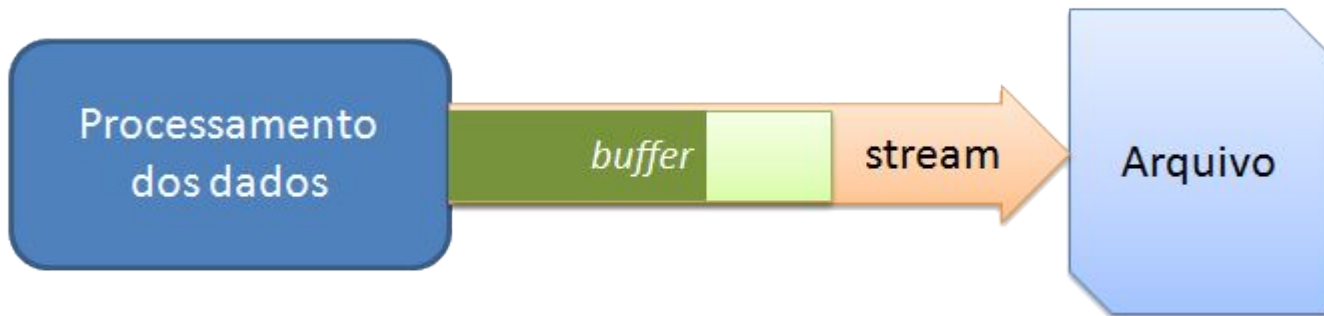 Processamento
dos dados
buffer
stream
Arquivo